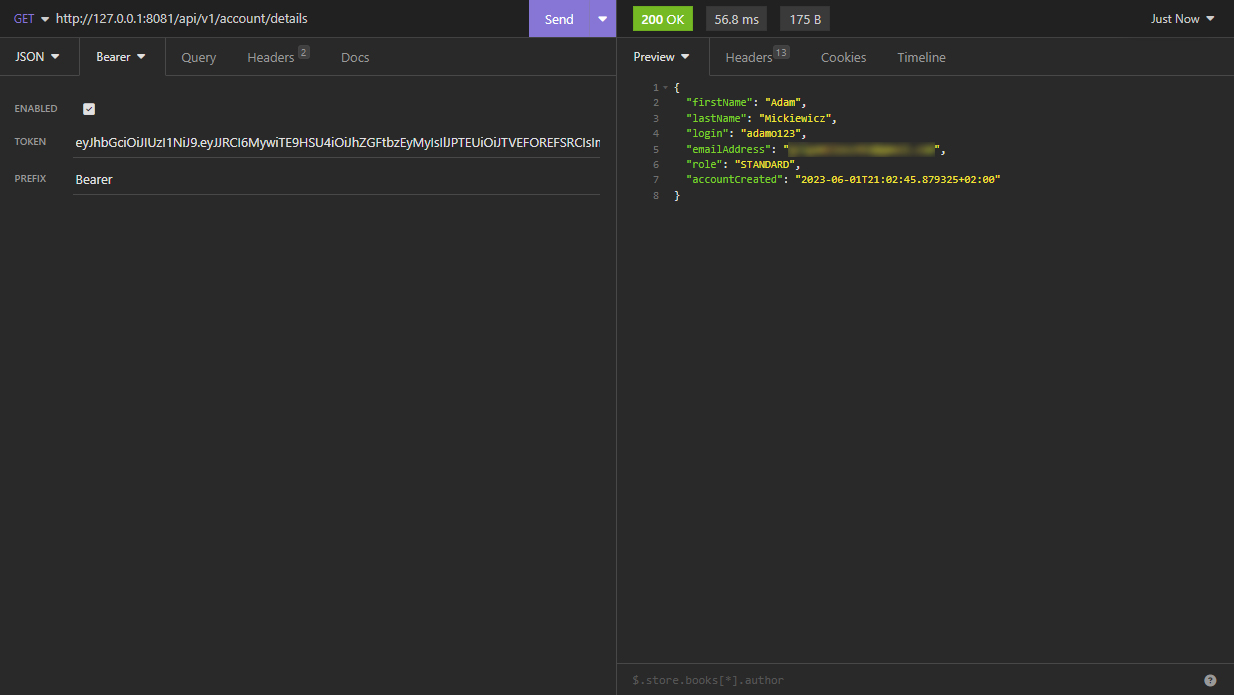 GET http://127.0.0.1:8081/api/v1/account/details Send 200 OK 56.8 ms 175 B Just Now
JSON Bearer Query Headers 2 Docs Preview Headers 13 Cookies Timeline
ENABLED
TOKEN eyJhbGciOiJIUzI1NiJ9.eyJJRCI6MywiTE9HSU4iOiJhZGFtbzEyMyIsIlJPTEUiOiJTVEFOREFSRCIsIm
PREFIX Bearer
1 {
2 "firstName": "Adam",
3 "lastName": "Mickiewicz",
4 "login": "adamo123",
5 "emailAddress": "",
6 "role": "STANDARD",
7 "accountCreated": "2023-06-01T21:02:45.879325+02:00"
8 }
$.store.books[*].author ?